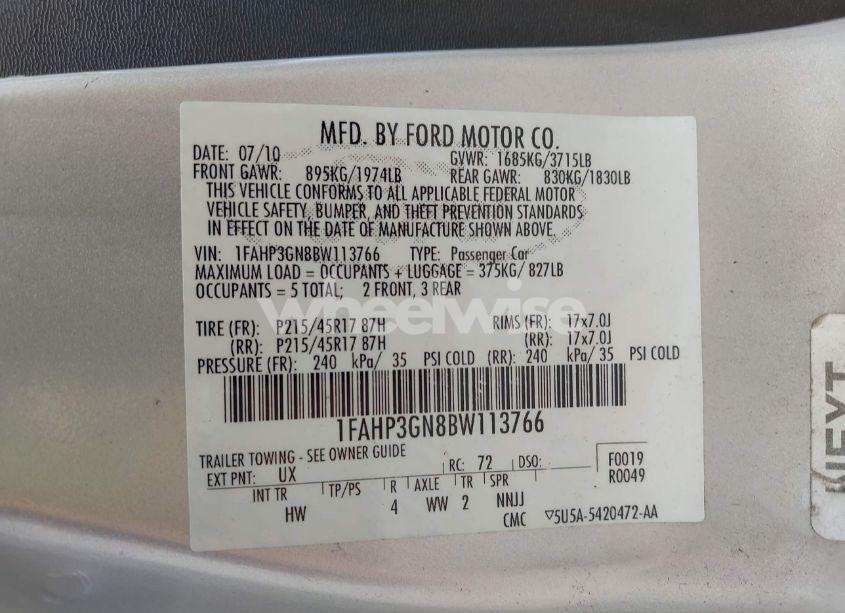 MFD. BY FORD MOTOR CO.
DATE: 07/10 GVWR: 1685KG/3715LB
FRONT GAWR: 895KG/1974LB REAR GAWR: 830KG/1830LB
THIS VEHICLE CONFORMS TO ALL APPLICABLE FEDERAL MOTOR
VEHICLE SAFETY, BUMPER, AND THEFT PREVENTION STANDARDS
IN EFFECT ON THE DATE OF MANUFACTURE SHOWN ABOVE.
VIN: 1FAHP3GN8BW113766 TYPE: Passenger Car
MAXIMUM LOAD = OCCUPANTS + LUGGAGE = 375KG/ 827LB
OCCUPANTS = 5 TOTAL; 2 FRONT, 3 REAR
wheelwise
TIRE (FR): P215/45R17 87H RIMS (FR): 17x7.0J
(RR): P215/45R17 87H (RR): 17x7.0J
PRESSURE (FR): 240 kPa/ 35 PSI COLD (RR): 240 kPa/ 35 PSI COLD
1FAHP3GN8BW113766
TRAILER TOWING - SEE OWNER GUIDE
EXT PNT: UX RC: 72 DSO: F0019
R0049
INT TR TP/PS R AXLE TR SPR
HW 4 WW 2 NNJJ
CMC ▽5U5A-5420472-AA
NEXT